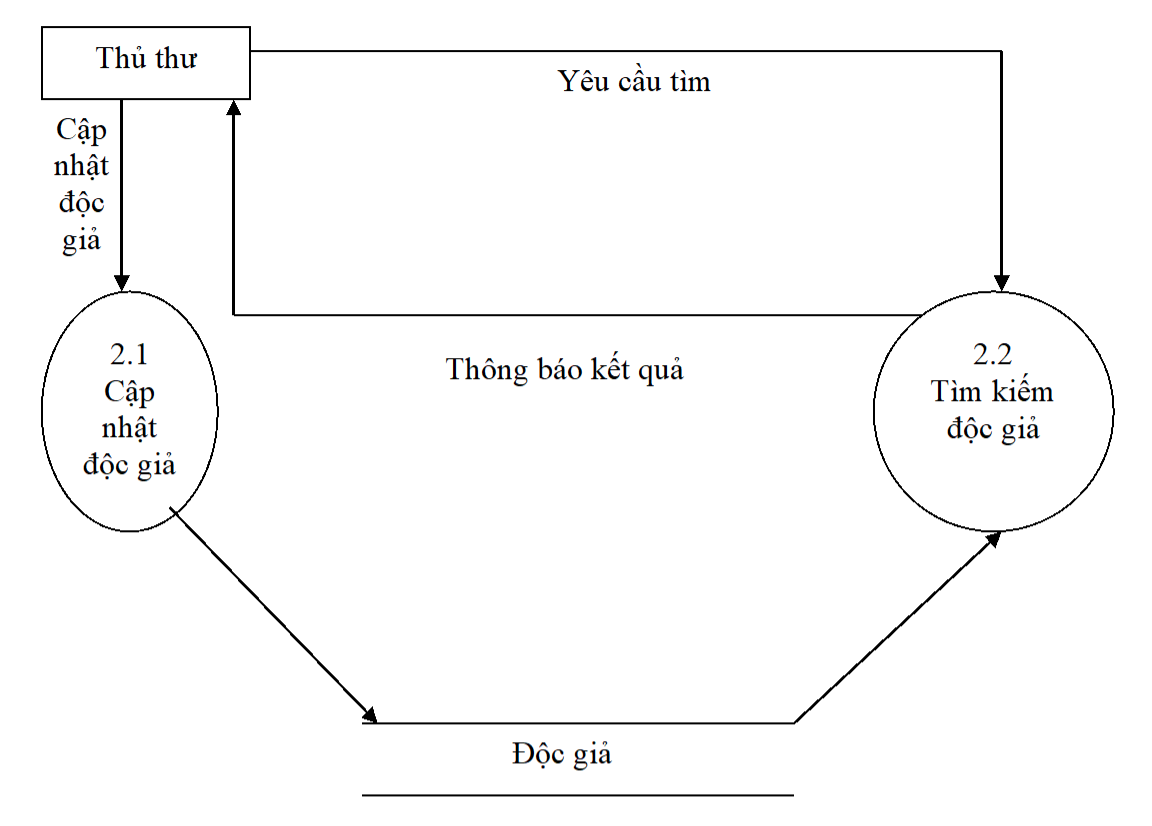 Thủ thư
Yêu cầu tìm
Cập
nhật
độc
giả
2.1
Cập
nhật
độc giả
Thông báo kết quả
2.2
Tìm kiếm
độc giả
Độc giả